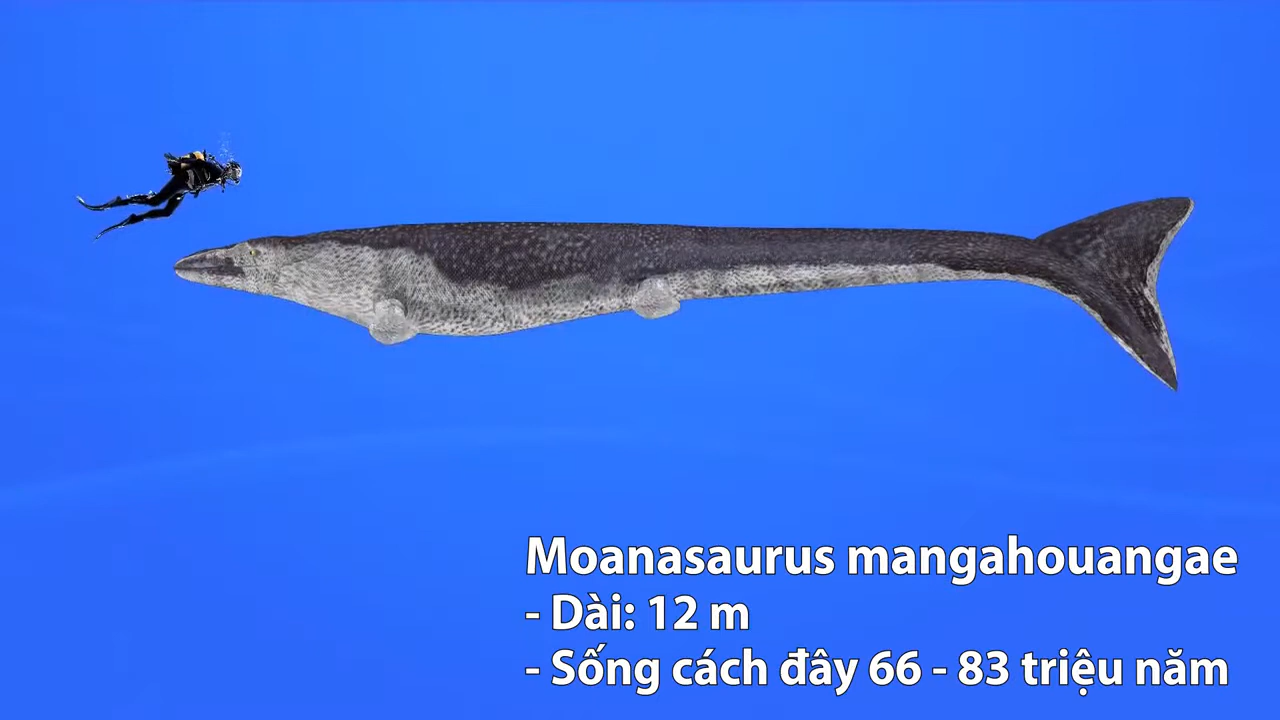 Moanasaurus mangahouangae
- Dài: 12 m
- Sống cách đây 66 - 83 triệu năm